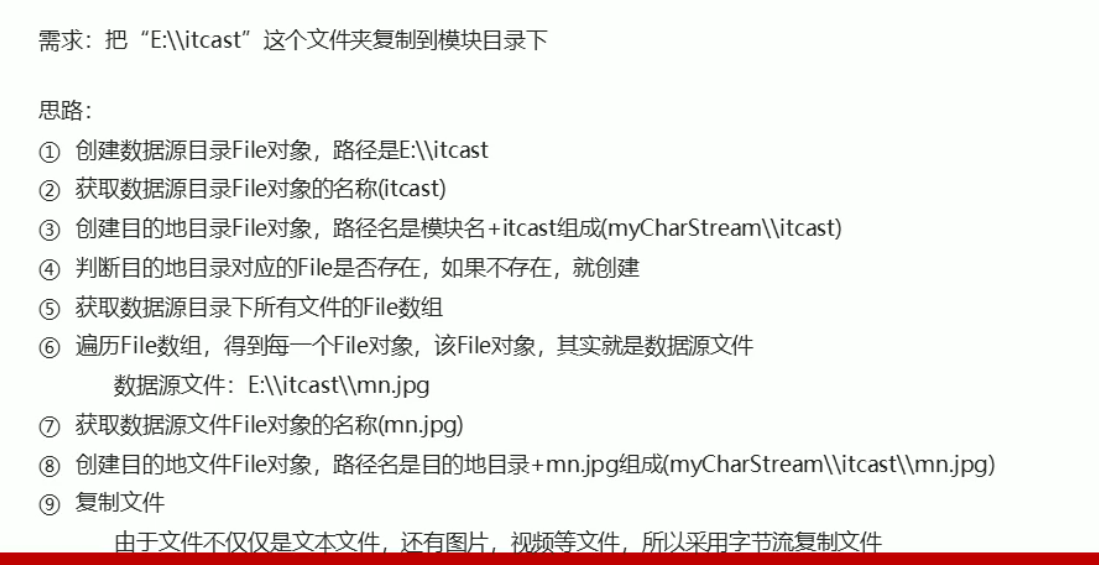 需求：把“E:\\itcast”这个文件夹复制到模块目录下
思路：
① 创建数据源目录File对象，路径是E:\\itcast
② 获取数据源目录File对象的名称(itcast)
③ 创建目的地目录File对象，路径名是模块名+itcast组成(myCharStream\\itcast)
④ 判断目的地目录对应的File是否存在，如果不存在，就创建
⑤ 获取数据源目录下所有文件的File数组
⑥ 遍历File数组，得到每一个File对象，该File对象，其实就是数据源文件
数据源文件：E:\\itcast\\mn.jpg
⑦ 获取数据源文件File对象的名称(mn.jpg)
⑧ 创建目的地文件File对象，路径名是目的地目录+mn.jpg组成(myCharStream\\itcast\\mn.jpg)
⑨ 复制文件
由于文件不仅仅是文本文件，还有图片，视频等文件，所以采用字节流复制文件